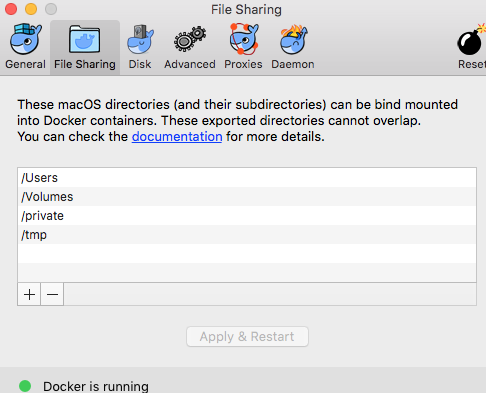 File Sharing
General
File Sharing
Disk
Advanced
Proxies
Daemon
Reset
These macOS directories (and their subdirectories) can be bind mounted
into Docker containers. These exported directories cannot overlap.
You can check the documentation for more details.
/Users
/Volumes
/private
/tmp
Apply & Restart
Docker is running